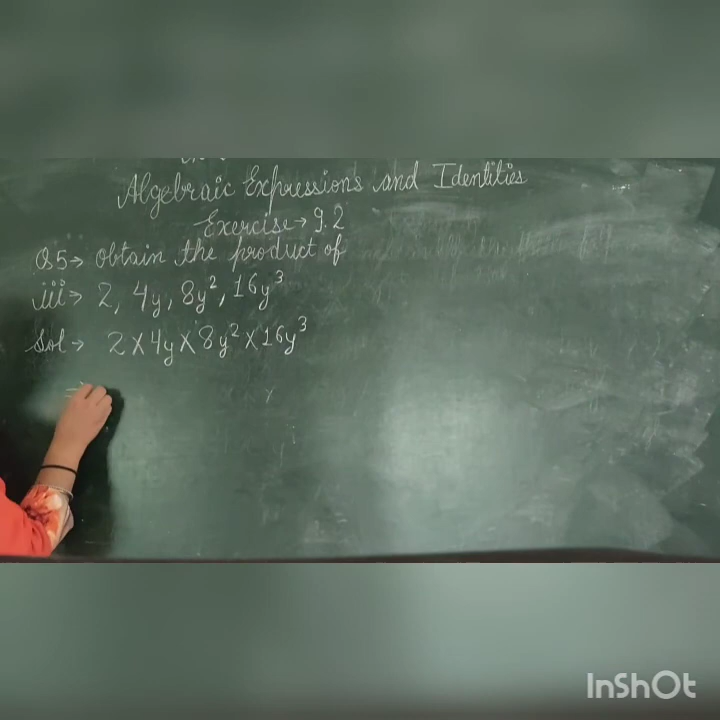 Algebraic Expressions and Identities
Exercise → 9.2
Q5 → Obtain the product of
iii → 2, 4y, 8y², 16y³
Sol → 2 × 4y × 8y² × 16y³
InShOt